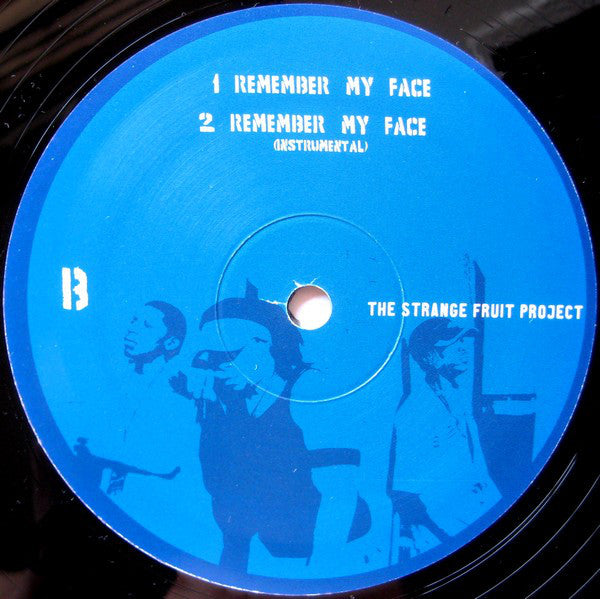 1 REMEMBER MY FACE
2 REMEMBER MY FACE
(INSTRUMENTAL)
B
THE STRANGE FRUIT PROJECT